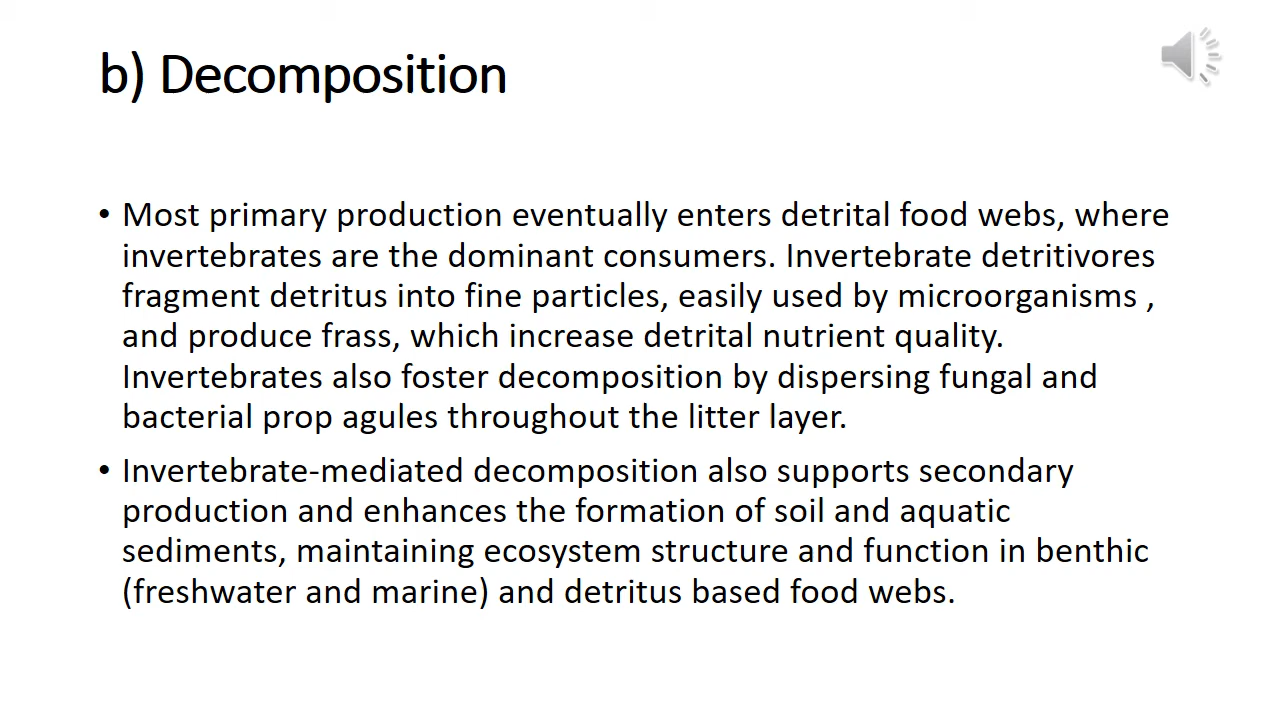 b) Decomposition
• Most primary production eventually enters detrital food webs, where
invertebrates are the dominant consumers. Invertebrate detritivores
fragment detritus into fine particles, easily used by microorganisms ,
and produce frass, which increase detrital nutrient quality.
Invertebrates also foster decomposition by dispersing fungal and
bacterial prop agules throughout the litter layer.
• Invertebrate-mediated decomposition also supports secondary
production and enhances the formation of soil and aquatic
sediments, maintaining ecosystem structure and function in benthic
(freshwater and marine) and detritus based food webs.